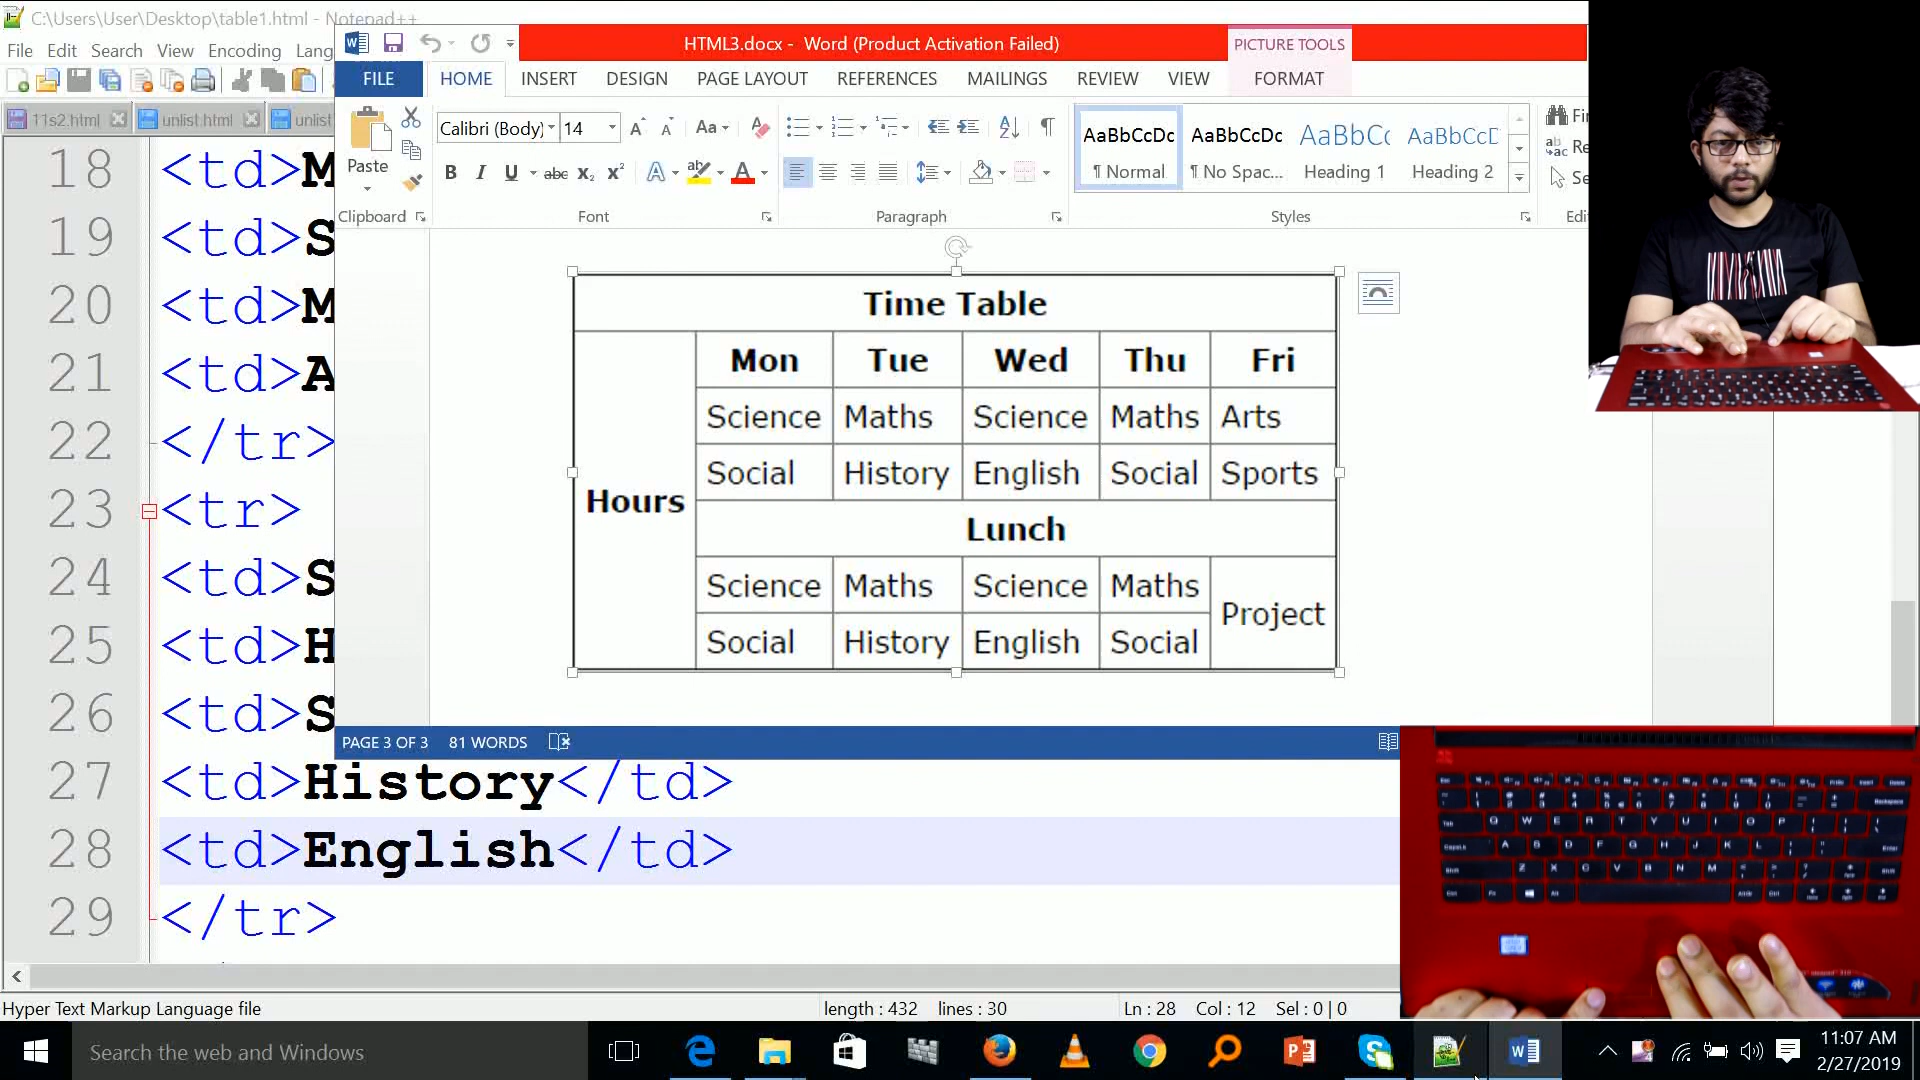 C:\Users\User\Desktop\table1.html - Notepad++
File Edit Search View Encoding Lang
11s2.html unlist.html unlist
HTML3.docx - Word (Product Activation Failed)
PICTURE TOOLS
FILE HOME INSERT DESIGN PAGE LAYOUT REFERENCES MAILINGS REVIEW VIEW FORMAT
Calibri (Body) 14
Paste
Clipboard Font Paragraph Styles
AaBbCcDc AaBbCcDc AaBbCc AaBbCcD
¶ Normal ¶ No Spac... Heading 1 Heading 2
18 <td>M
19 <td>S
20 <td>M
21 <td>A
22 </tr>
23 <tr>
24 <td>S
25 <td>H
26 <td>S
27 <td>History</td>
28 <td>English</td>
29 </tr>
Time Table
Mon Tue Wed Thu Fri
Science Maths Science Maths Arts
Social History English Social Sports
Hours
Lunch
Science Maths Science Maths
Project
Social History English Social
PAGE 3 OF 3 81 WORDS
Hyper Text Markup Language file length : 432 lines : 30 Ln : 28 Col : 12 Sel : 0 | 0
Search the web and Windows
11:07 AM
2/27/2019